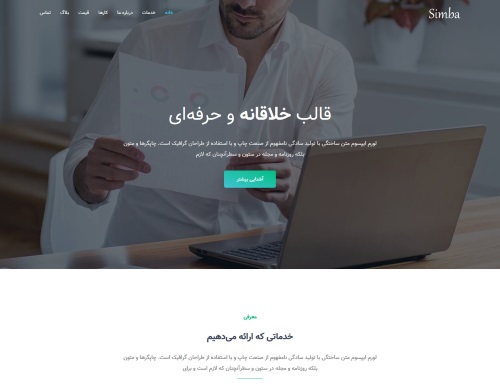 Simba
خانه خدمات درباره ما کارها قیمت بلاگ تماس
قالب خلاقانه و حرفه‌ای
لورم ایپسوم متن ساختگی با تولید سادگی نامفهوم از صنعت چاپ و با استفاده از طراحان گرافیک است. چاپگرها و متون
بلکه روزنامه و مجله در ستون و سطرآنچنان که لازم
آشنایی بیشتر
معرفی
خدماتی که ارائه می‌دهیم
لورم ایپسوم متن ساختگی با تولید سادگی نامفهوم از صنعت چاپ و با استفاده از طراحان گرافیک است. چاپگرها و متون
بلکه روزنامه و مجله در ستون و سطرآنچنان که لازم است و برای